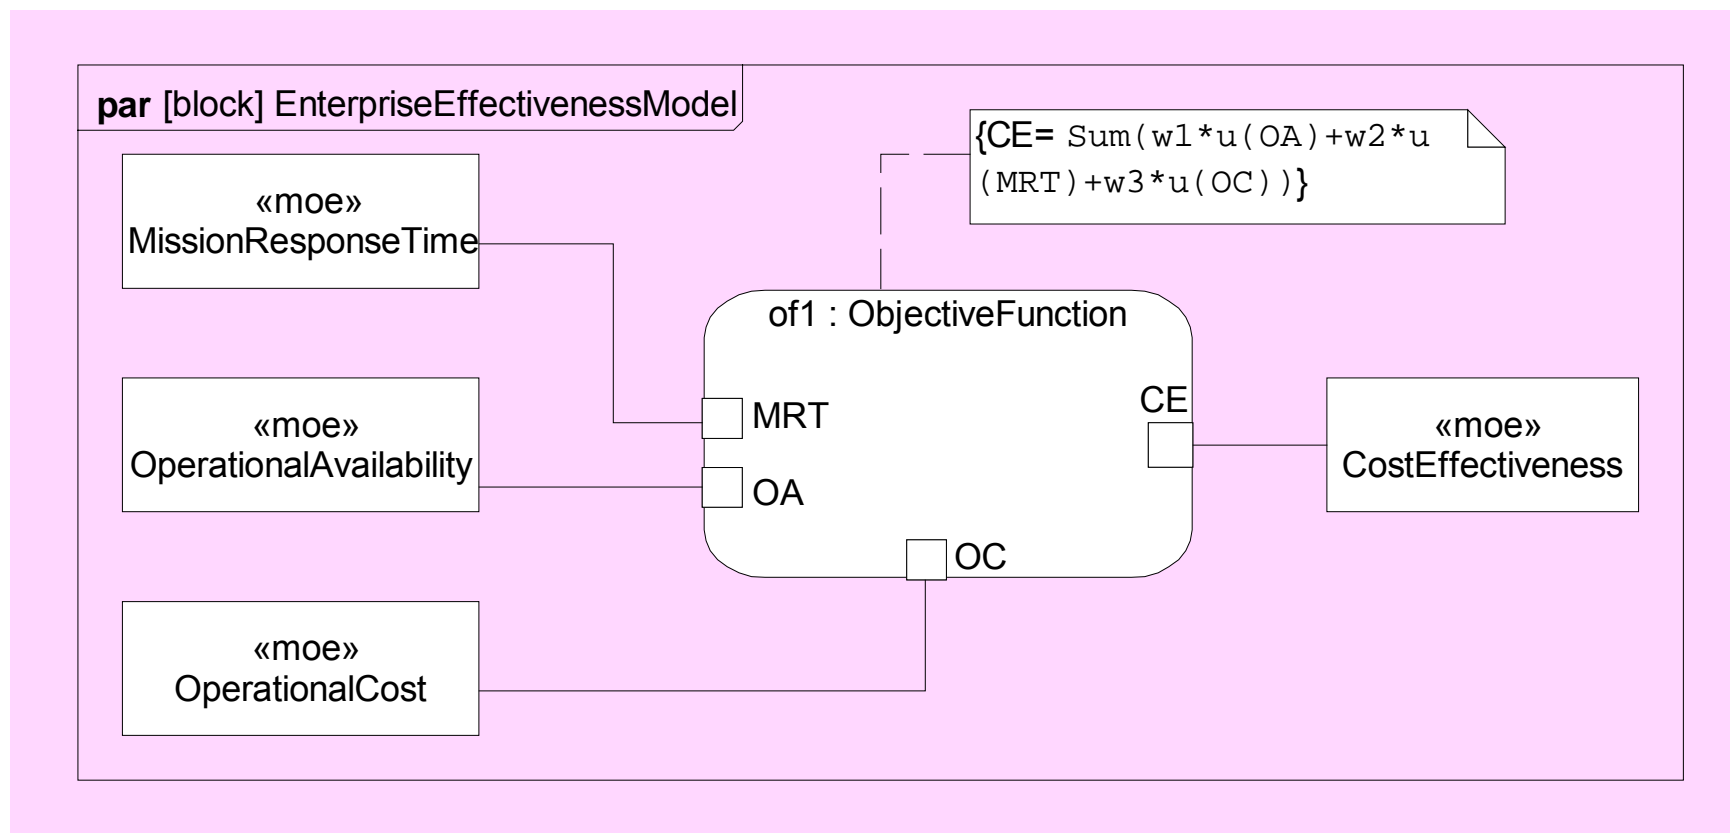 par [block] EnterpriseEffectivenessModel
{CE= Sum(w1*u(OA)+w2*u
(MRT)+w3*u(OC))}
«moe»
MissionResponseTime
of1 : ObjectiveFunction
MRT
OA
OC
CE
«moe»
OperationalAvailability
«moe»
CostEffectiveness
«moe»
OperationalCost